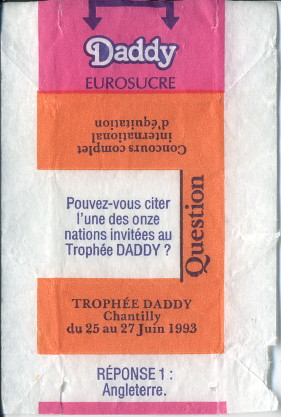 Daddy
EUROSUCRE
Concours complet
international
d'équitation
Pouvez-vous citer
l'une des onze
nations invitées au
Trophée DADDY ?
Question
TROPHÉE DADDY
Chantilly
du 25 au 27 Juin 1993
RÉPONSE 1 :
Angleterre.